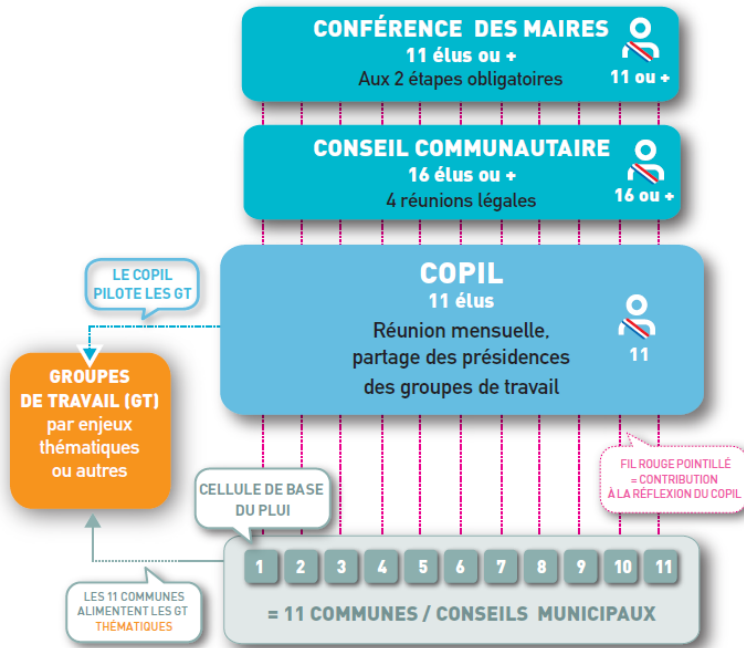 CONFÉRENCE DES MAIRES
11 élus ou +
Aux 2 étapes obligatoires
11 ou +
CONSEIL COMMUNAUTAIRE
16 élus ou +
4 réunions légales
16 ou +
LE COPIL
PILOTE LES GT
COPIL
11 élus
Réunion mensuelle,
partage des présidences
des groupes de travail
11
GROUPES
DE TRAVAIL (GT)
par enjeux
thématiques
ou autres
FIL ROUGE POINTILLÉ
= CONTRIBUTION
À LA RÉFLEXION DU COPIL
CELLULE DE BASE
DU PLUI
1 2 3 4 5 6 7 8 9 10 11
= 11 COMMUNES / CONSEILS MUNICIPAUX
LES 11 COMMUNES
ALIMENTENT LES GT
THÉMATIQUES